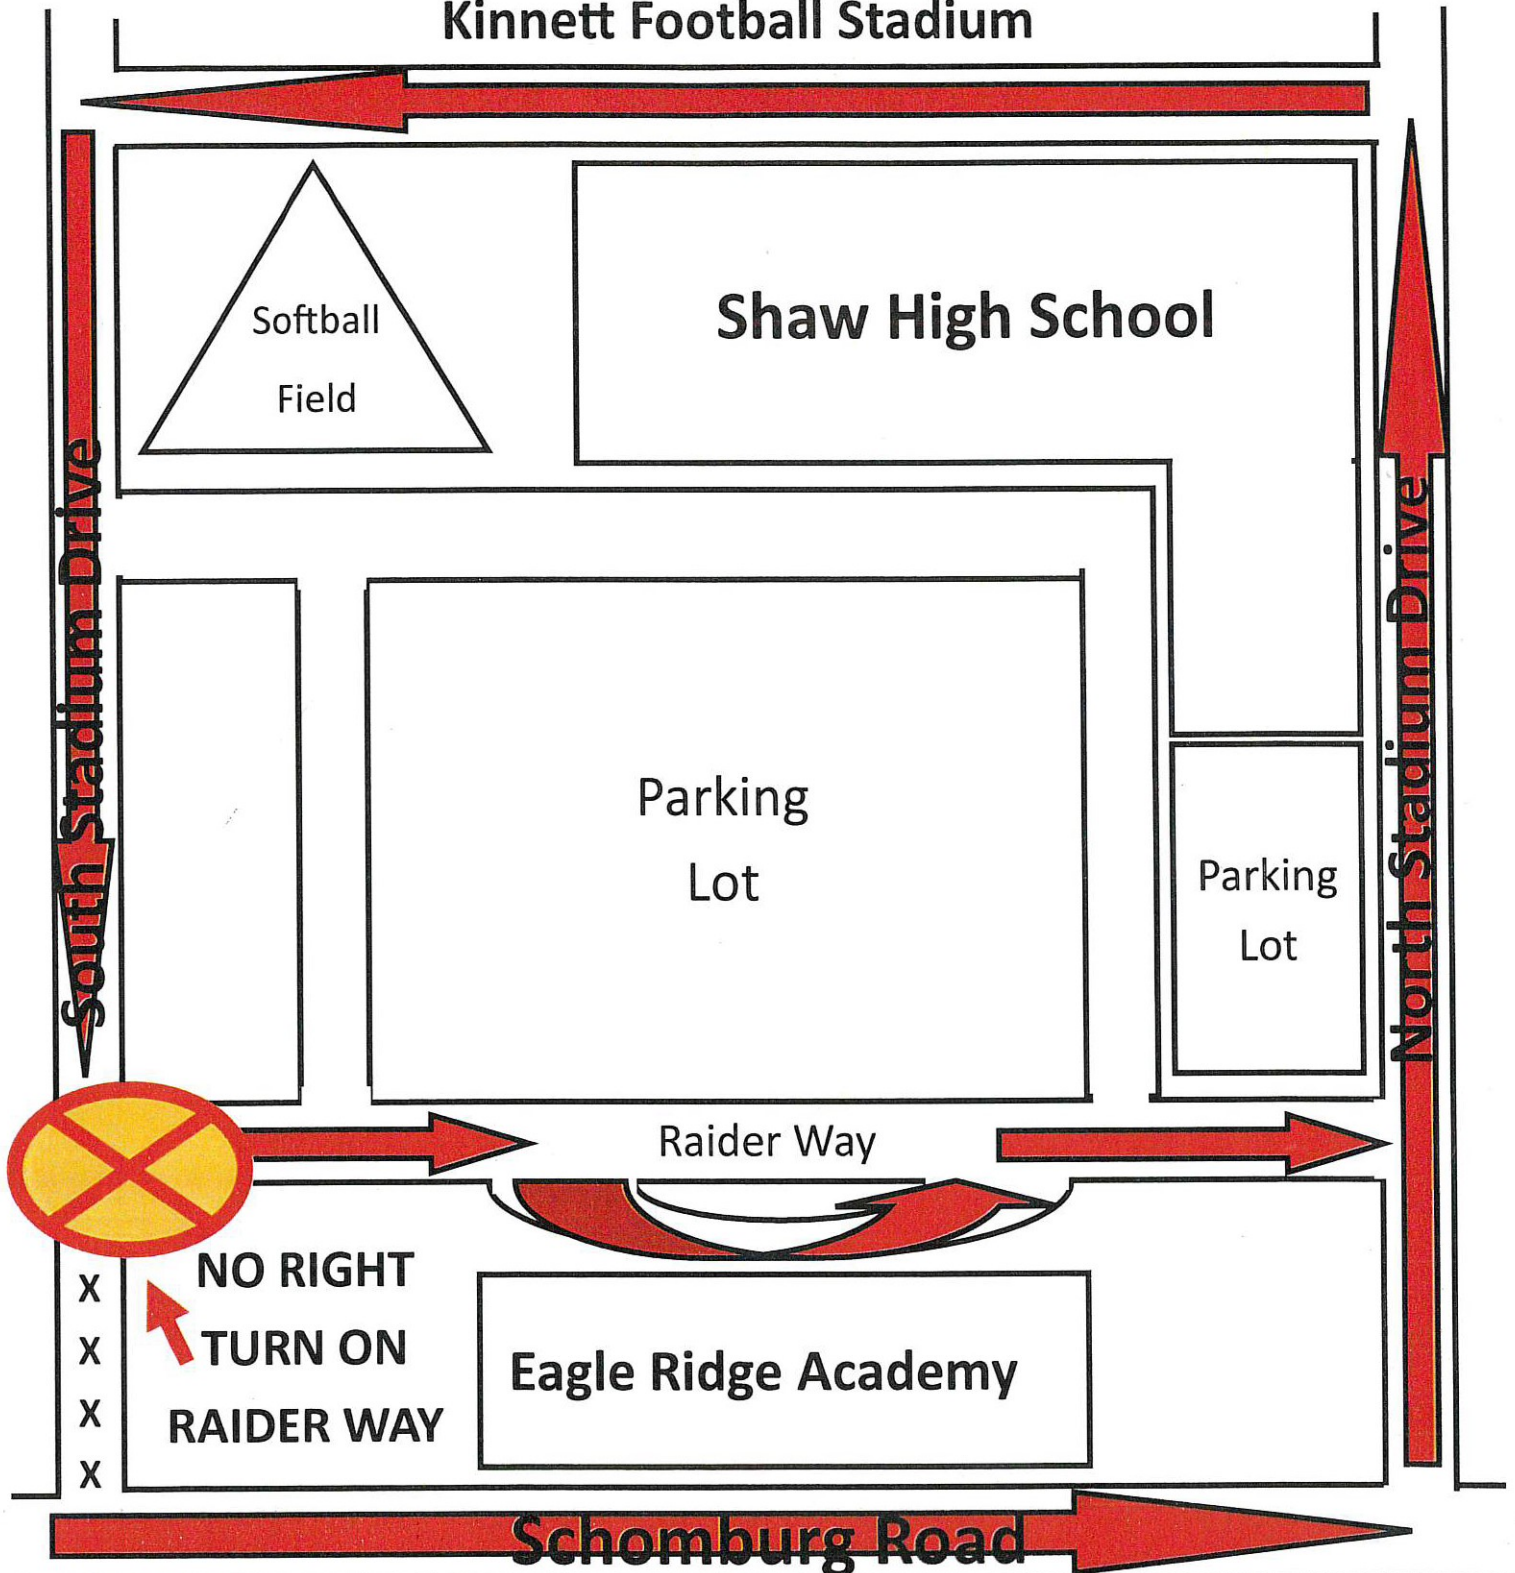 Kinnett Football Stadium
Shaw High School
Softball
Field
South Stadium Drive
North Stadium Drive
Parking
Lot
Parking
Lot
Raider Way
NO RIGHT
TURN ON
RAIDER WAY
X
X
X
X
Eagle Ridge Academy
Schomburg Road